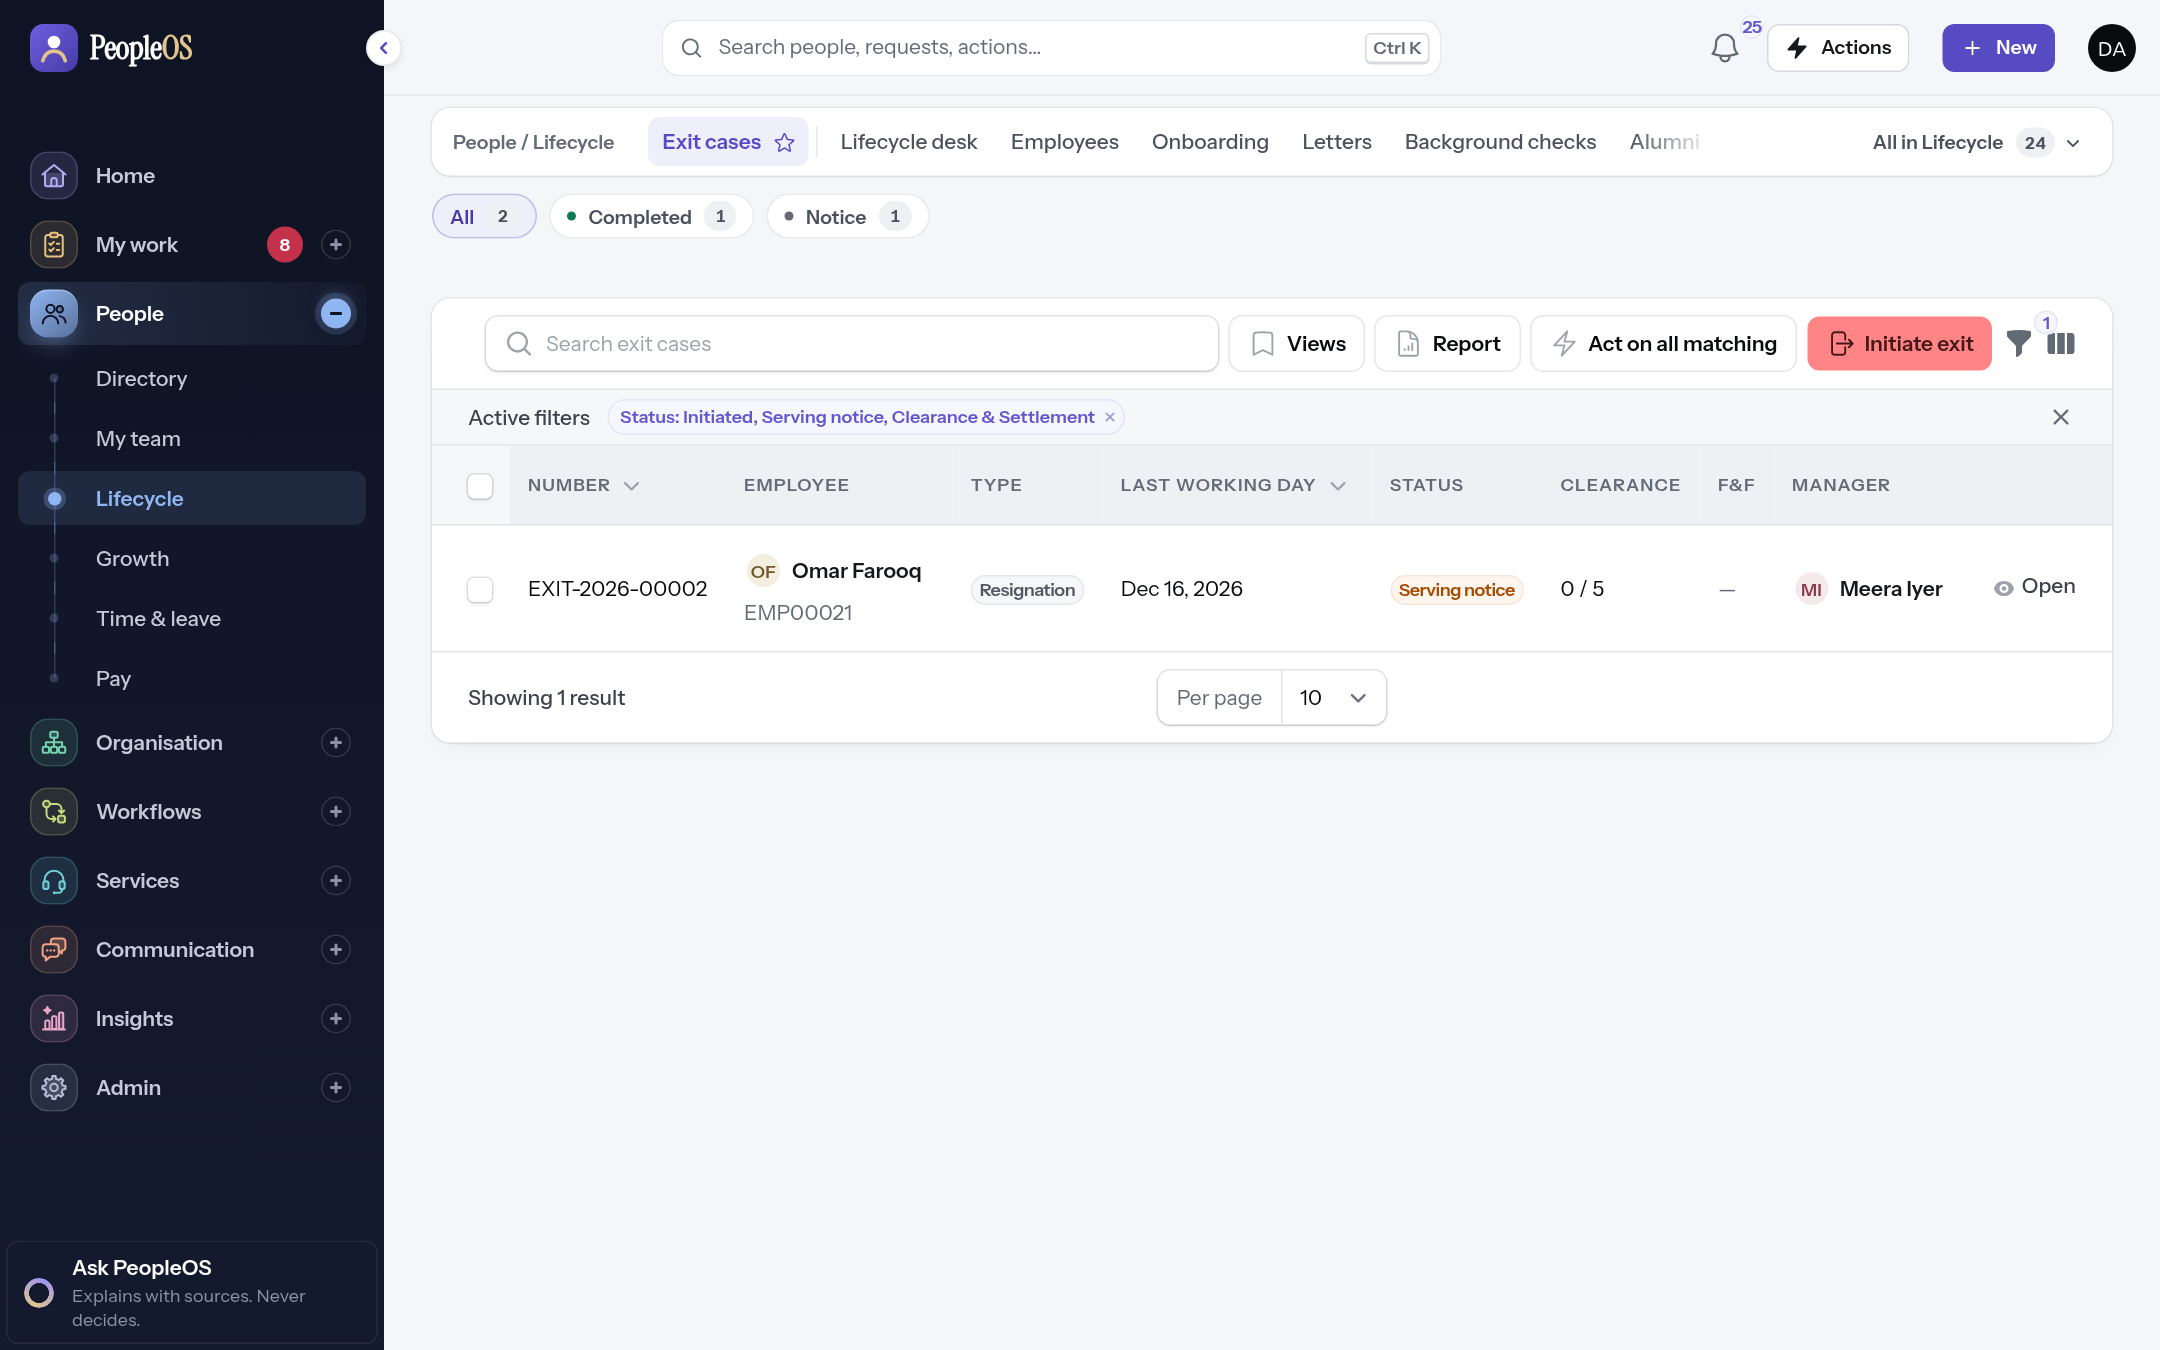 PeopleOS
Search people, requests, actions...
Ctrl K
25
Actions
New
DA
Home
My work
8
People
Directory
My team
Lifecycle
Growth
Time & leave
Pay
Organisation
Workflows
Services
Communication
Insights
Admin
Ask PeopleOS
Explains with sources. Never
decides.
People / Lifecycle
Exit cases
Lifecycle desk
Employees
Onboarding
Letters
Background checks
Alumni
All in Lifecycle 24
All 2
Completed 1
Notice 1
Search exit cases
Views
Report
Act on all matching
Initiate exit
1
Active filters
Status: Initiated, Serving notice, Clearance & Settlement
NUMBER EMPLOYEE TYPE LAST WORKING DAY STATUS CLEARANCE F&F MANAGER
OF Omar Farooq
EMP00021
EXIT-2026-00002 Resignation Dec 16, 2026 Serving notice 0 / 5 — MI Meera Iyer Open
Showing 1 result
Per page 10